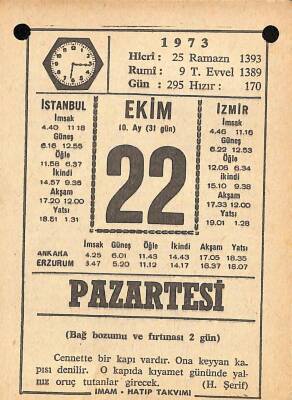 1973
Hicri: 25 Ramazn 1393
Rumi: 9 T. Evvel 1389
Gün: 295 Hızır: 170
İSTANBUL
İmsak
4.40 11.18
Güneş
6.16 12.55
Öğle
11.58 6.37
İkindi
14.57 9.35
Akşam
17.20 12.00
Yatsı
18.51 1.31
EKİM
10. Ay (31 gün)
22
İZMİR
İmsak
4.46 11.16
Güneş
6.22 12.53
Öğle
12.06 6.34
İkindi
15.10 9.38
Akşam
17.33 12.00
Yatsı
19.01 1.28
İmsak Güneş Öğle İkindi Akşam Yatsı
ANKARA 4.25 6.01 11.43 14.43 17.05 18.35
ERZURUM 3.47 5.20 11.12 14.17 16.37 18.07
PAZARTESİ
(Bağ bozumu ve fırtınası 2 gün)
Cennette bir kapı vardır. Ona keyyan ka-
pısı denilir. O kapıda kıyamet gününde yal-
nız oruç tutanlar girecek. (H. Şerif)
İMAM - HATİP TAKVİMİ